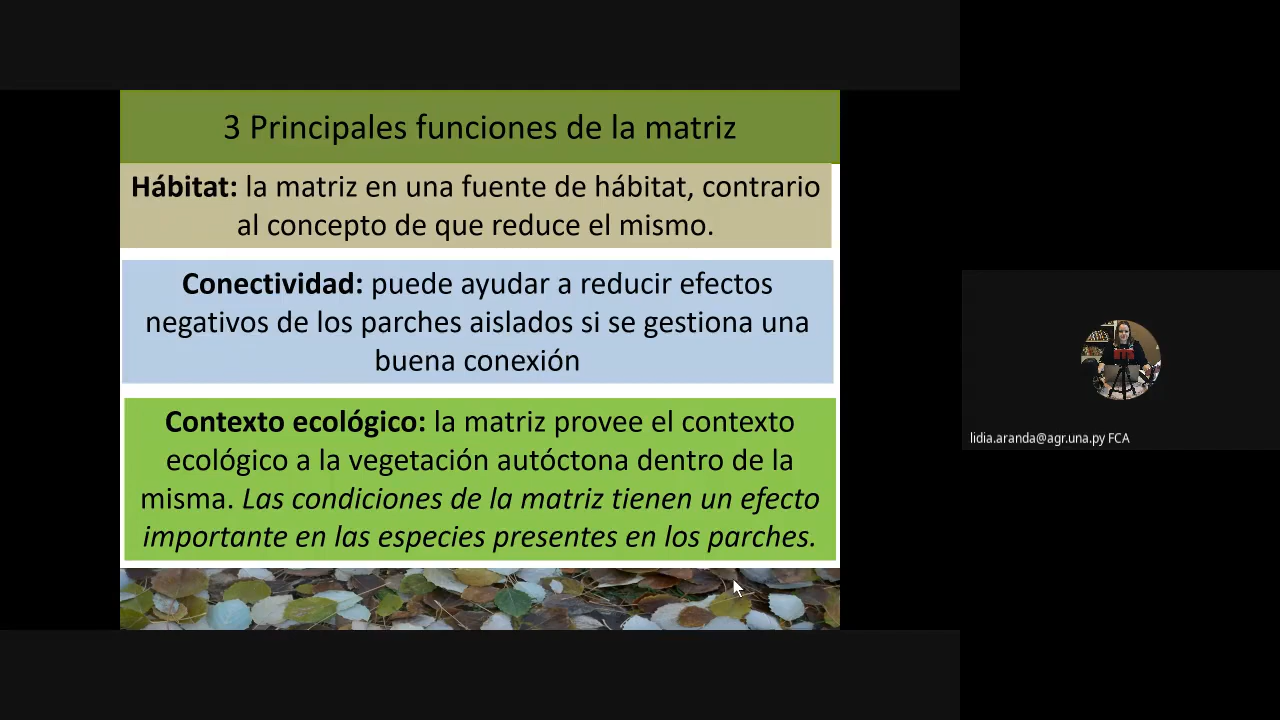 3 Principales funciones de la matriz
Hábitat: la matriz en una fuente de hábitat, contrario
al concepto de que reduce el mismo.
Conectividad: puede ayudar a reducir efectos
negativos de los parches aislados si se gestiona una
buena conexión
Contexto ecológico: la matriz provee el contexto
ecológico a la vegetación autóctona dentro de la
misma. Las condiciones de la matriz tienen un efecto
importante en las especies presentes en los parches.
lidia.aranda@agr.una.py FCA